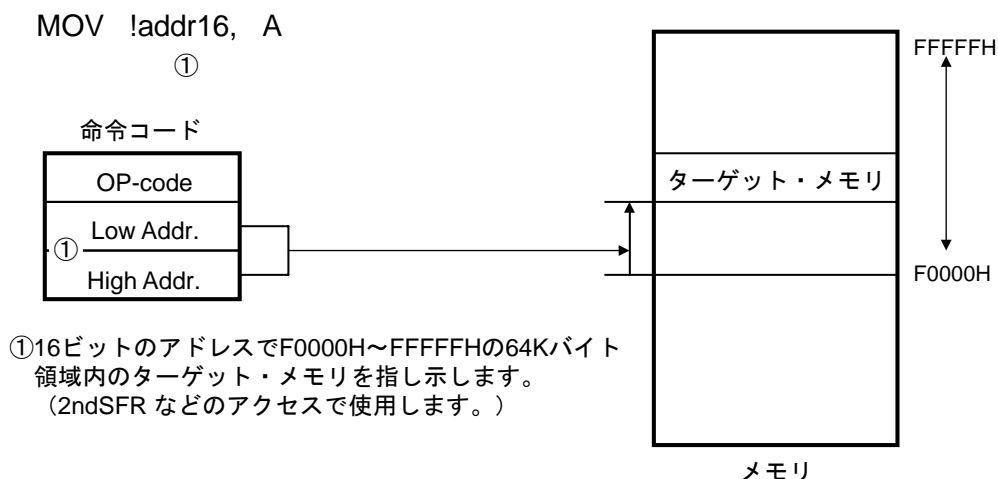 MOV !addr16, A
①
命令コード
OP-code
Low Addr.
①
High Addr.
FFFFFH
ターゲット・メモリ
F0000H
①16ビットのアドレスでF0000H～FFFFFHの64Kバイト
領域内のターゲット・メモリを指し示します。
（2ndSFR などのアクセスで使用します。）
メモリ